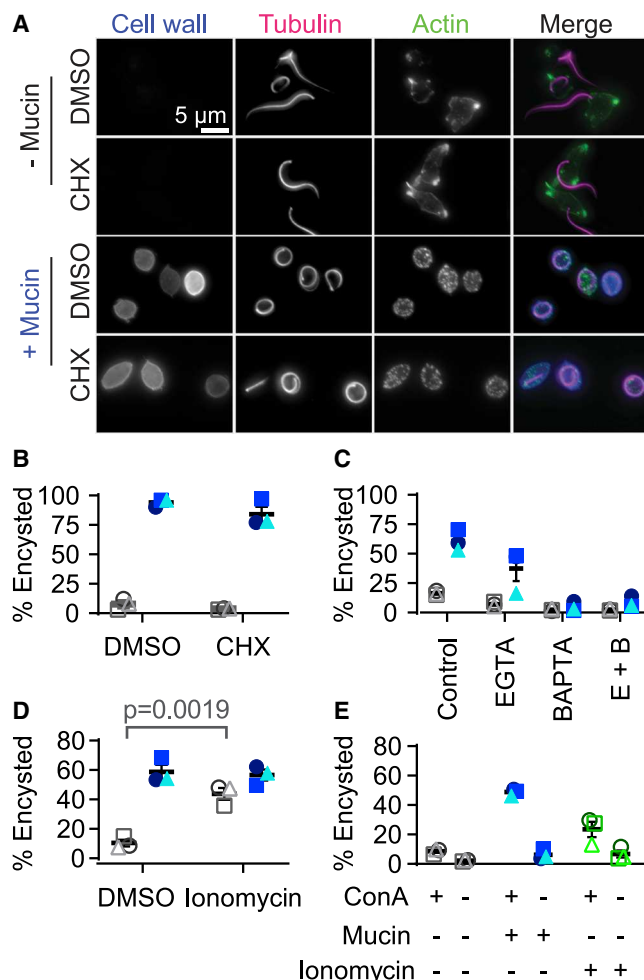 A Cell wall Tubulin Actin Merge
- Mucin
DMSO
5 µm
CHX
+ Mucin
DMSO
CHX
B
% Encysted
100
75
50
25
0
DMSO CHX
C
% Encysted
100
75
50
25
0
Control EGTA BAPTA E + B
D
p=0.0019
% Encysted
80
60
40
20
0
DMSO Ionomycin
E
% Encysted
80
60
40
20
0
ConA + - + - + -
Mucin - - + + - -
Ionomycin - - - - + +